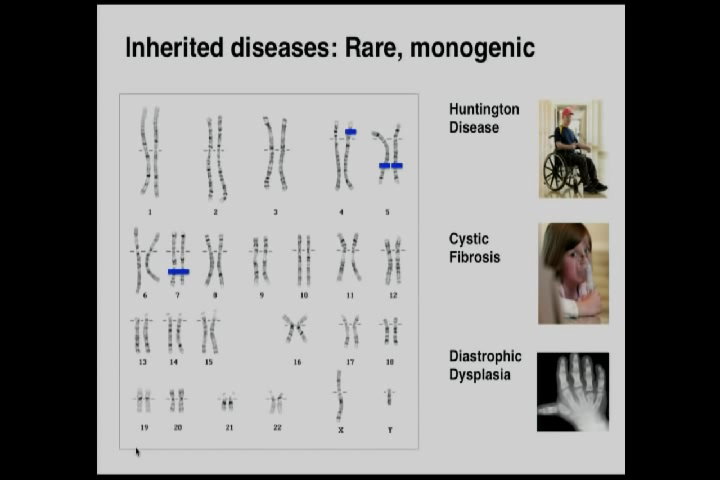 Inherited diseases: Rare, monogenic
1 2 3 4 5
6 7 8 9 10 11 12
13 14 15 16 17 18
19 20 21 22 X Y
Huntington
Disease
Cystic
Fibrosis
Diastrophic
Dysplasia